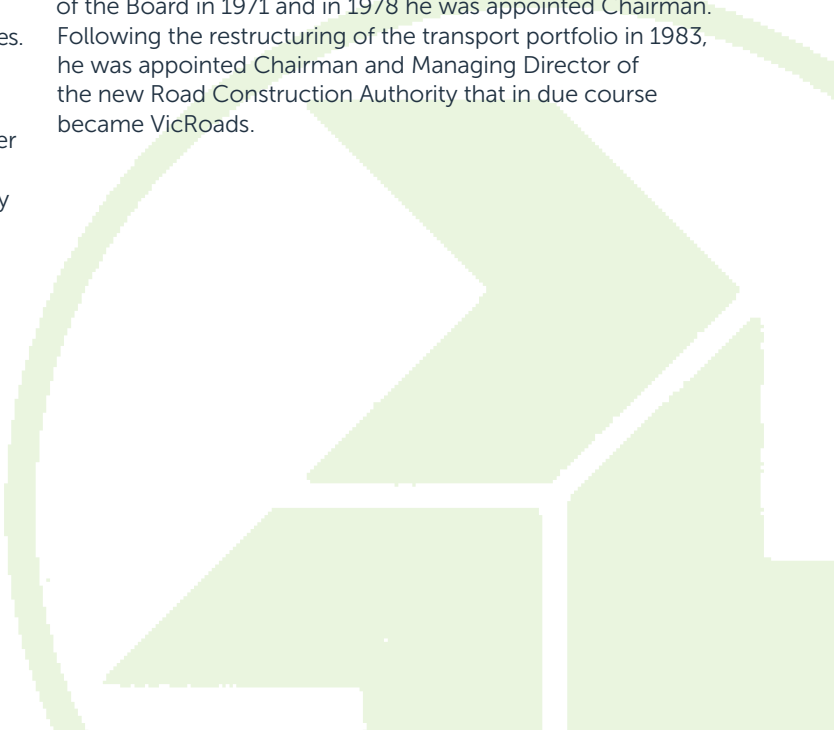 of the Board in 1971 and in 1978 he was appointed Chairman.
es.
Following the restructuring of the transport portfolio in 1983,
he was appointed Chairman and Managing Director of
the new Road Construction Authority that in due course
became VicRoads.
er
y